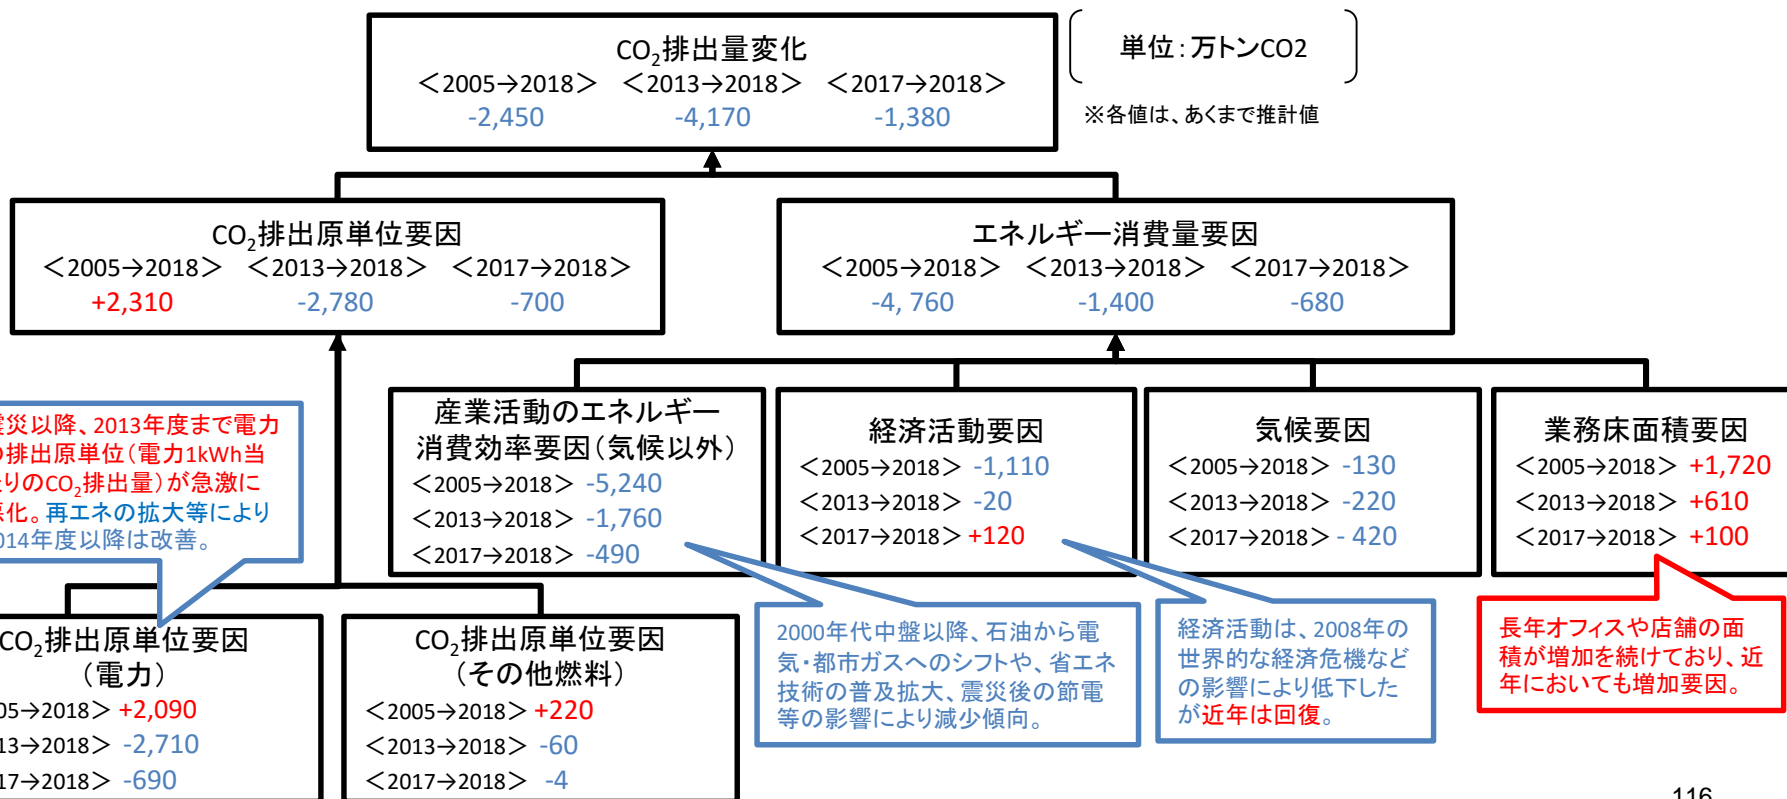 CO₂排出量変化
＜2005→2018＞ ＜2013→2018＞ ＜2017→2018＞
-2,450 -4,170 -1,380
単位：万トンCO2
※各値は、あくまで推計値
CO₂排出原単位要因
＜2005→2018＞ ＜2013→2018＞ ＜2017→2018＞
+2,310 -2,780 -700
エネルギー消費量要因
＜2005→2018＞ ＜2013→2018＞ ＜2017→2018＞
-4, 760 -1,400 -680
災以降、2013年度まで電力
排出原単位（電力1kWh当
りのCO₂排出量）が急激に
化。再エネの拡大等により
014年度以降は改善。
産業活動のエネルギー
消費効率要因（気候以外）
＜2005→2018＞ -5,240
＜2013→2018＞ -1,760
＜2017→2018＞ -490
経済活動要因
＜2005→2018＞ -1,110
＜2013→2018＞ -20
＜2017→2018＞ +120
気候要因
＜2005→2018＞ -130
＜2013→2018＞ -220
＜2017→2018＞ - 420
業務床面積要因
＜2005→2018＞ +1,720
＜2013→2018＞ +610
＜2017→2018＞ +100
CO₂排出原単位要因
（電力）
05→2018＞ +2,090
13→2018＞ -2,710
17→2018＞ -690
CO₂排出原単位要因
（その他燃料）
＜2005→2018＞ +220
＜2013→2018＞ -60
＜2017→2018＞ -4
2000年代中盤以降、石油から電
気・都市ガスへのシフトや、省エネ
技術の普及拡大、震災後の節電
等の影響により減少傾向。
経済活動は、2008年の
世界的な経済危機など
の影響により低下した
が近年は回復。
長年オフィスや店舗の面
積が増加を続けており、近
年においても増加要因。
116